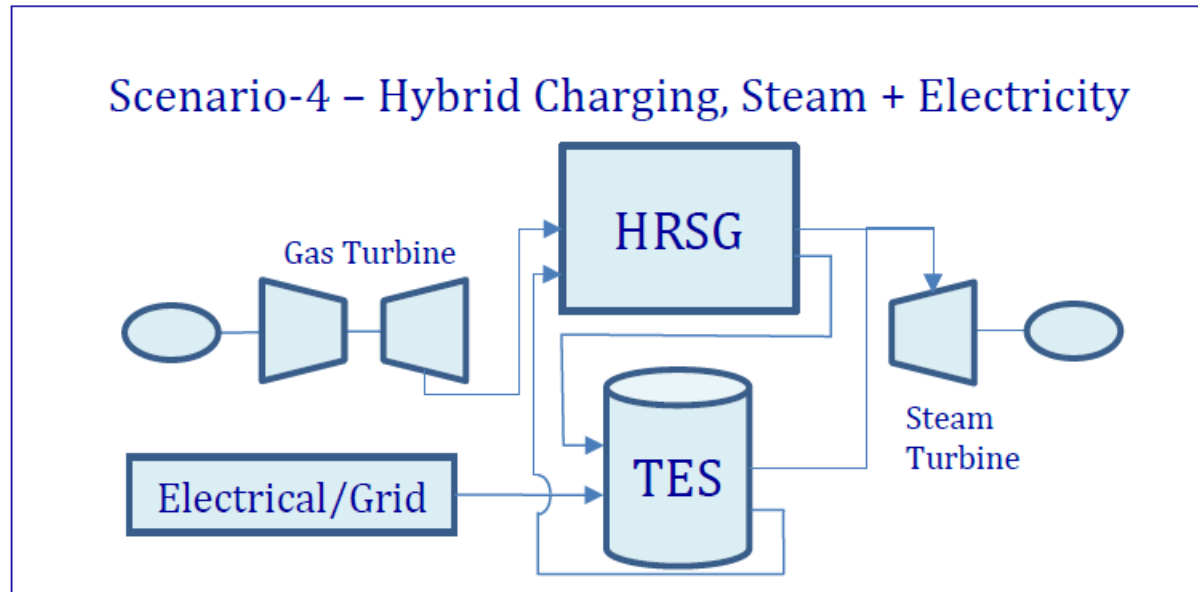 Scenario-4 – Hybrid Charging, Steam + Electricity
HRSG
Gas Turbine
Steam
Turbine
TES
Electrical/Grid